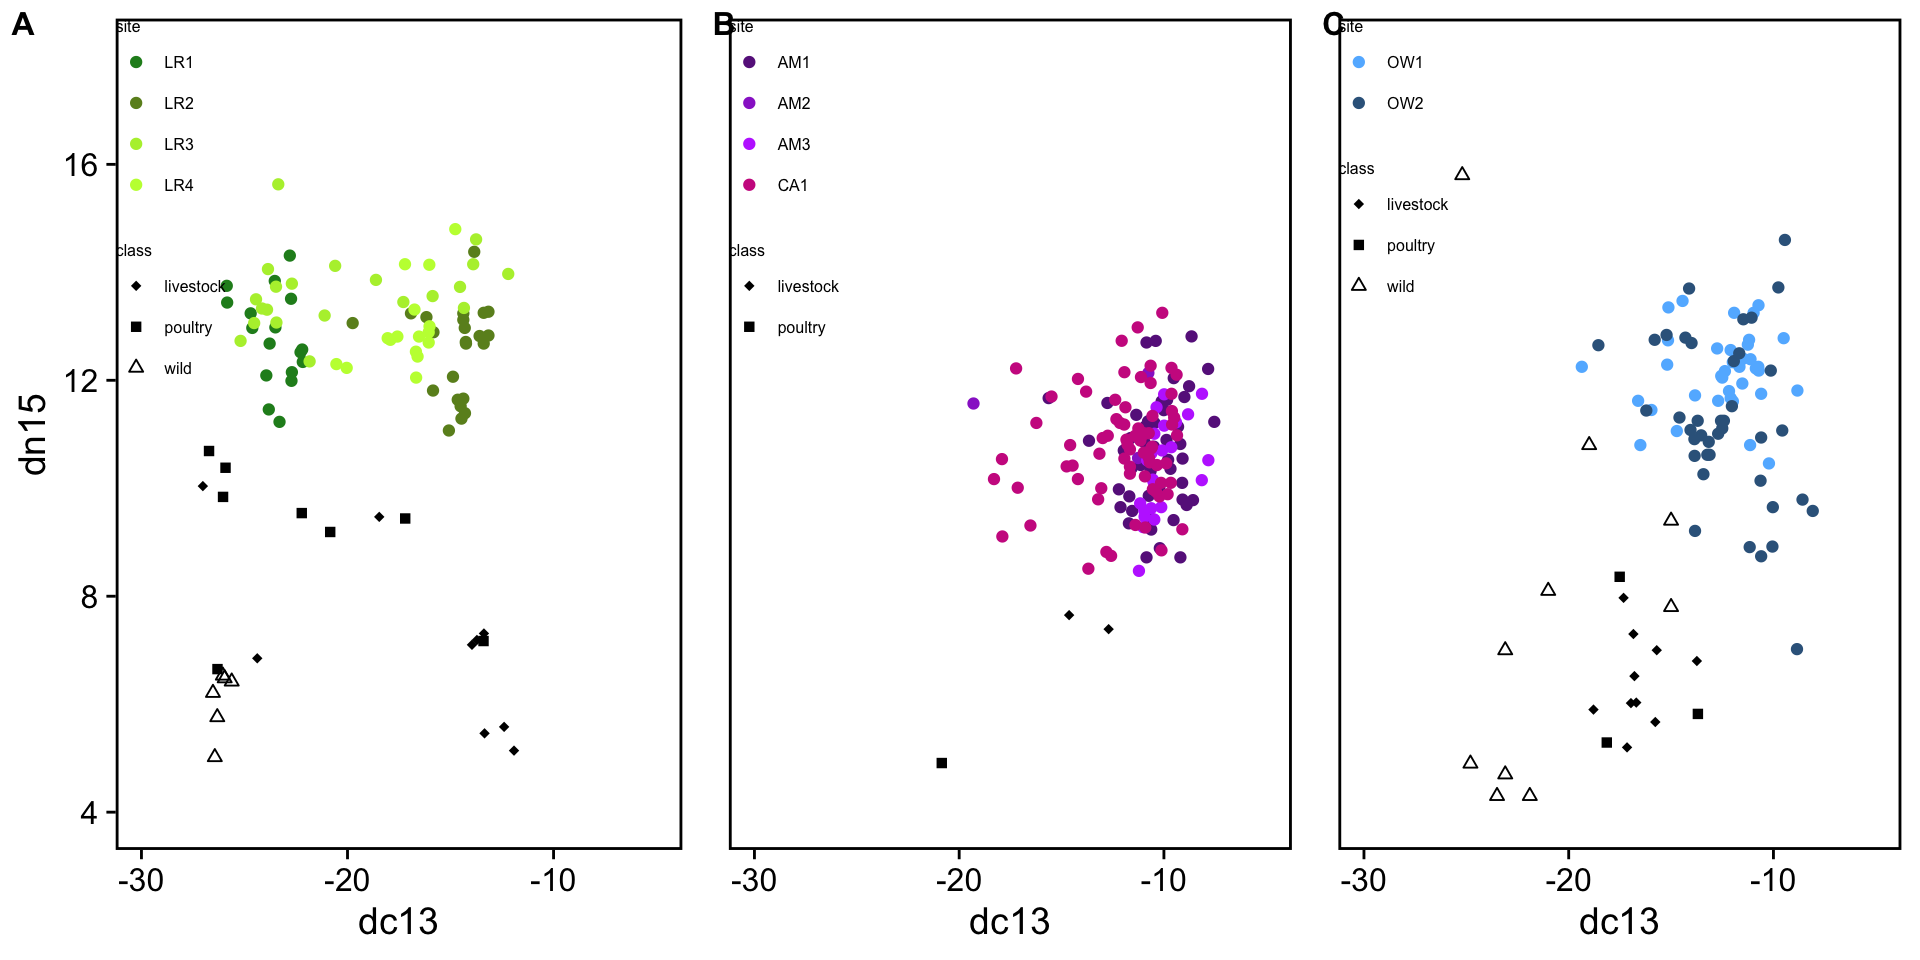 A
site
LR1
LR2
LR3
LR4
class
livestock
poultry
wild
16
12
8
4
dn15
-30
-20
-10
dc13
B
site
AM1
AM2
AM3
CA1
class
livestock
poultry
-30
-20
-10
dc13
C
site
OW1
OW2
class
livestock
poultry
wild
-30
-20
-10
dc13